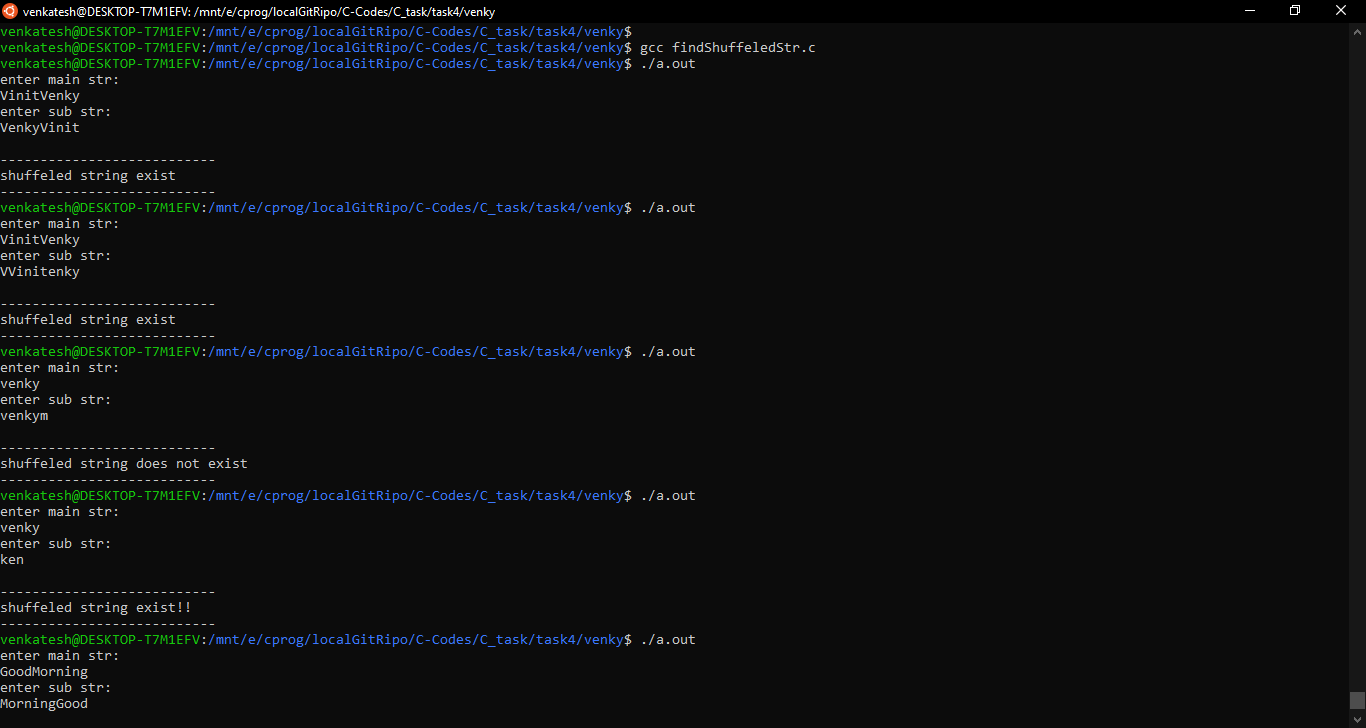 venkatesh@DESKTOP-T7M1EFV: /mnt/e/cprog/localGitRipo/C-Codes/C_task/task4/venky
venkatesh@DESKTOP-T7M1EFV:/mnt/e/cprog/localGitRipo/C-Codes/C_task/task4/venky$
venkatesh@DESKTOP-T7M1EFV:/mnt/e/cprog/localGitRipo/C-Codes/C_task/task4/venky$ gcc findShuffeledStr.c
venkatesh@DESKTOP-T7M1EFV:/mnt/e/cprog/localGitRipo/C-Codes/C_task/task4/venky$ ./a.out
enter main str:
VinitVenky
enter sub str:
VenkyVinit
---------------------------
shuffeled string exist
---------------------------
venkatesh@DESKTOP-T7M1EFV:/mnt/e/cprog/localGitRipo/C-Codes/C_task/task4/venky$ ./a.out
enter main str:
VinitVenky
enter sub str:
VVinitenky
---------------------------
shuffeled string exist
---------------------------
venkatesh@DESKTOP-T7M1EFV:/mnt/e/cprog/localGitRipo/C-Codes/C_task/task4/venky$ ./a.out
enter main str:
venky
enter sub str:
venkym
---------------------------
shuffeled string does not exist
---------------------------
venkatesh@DESKTOP-T7M1EFV:/mnt/e/cprog/localGitRipo/C-Codes/C_task/task4/venky$ ./a.out
enter main str:
venky
enter sub str:
ken
---------------------------
shuffeled string exist!!
---------------------------
venkatesh@DESKTOP-T7M1EFV:/mnt/e/cprog/localGitRipo/C-Codes/C_task/task4/venky$ ./a.out
enter main str:
GoodMorning
enter sub str:
MorningGood